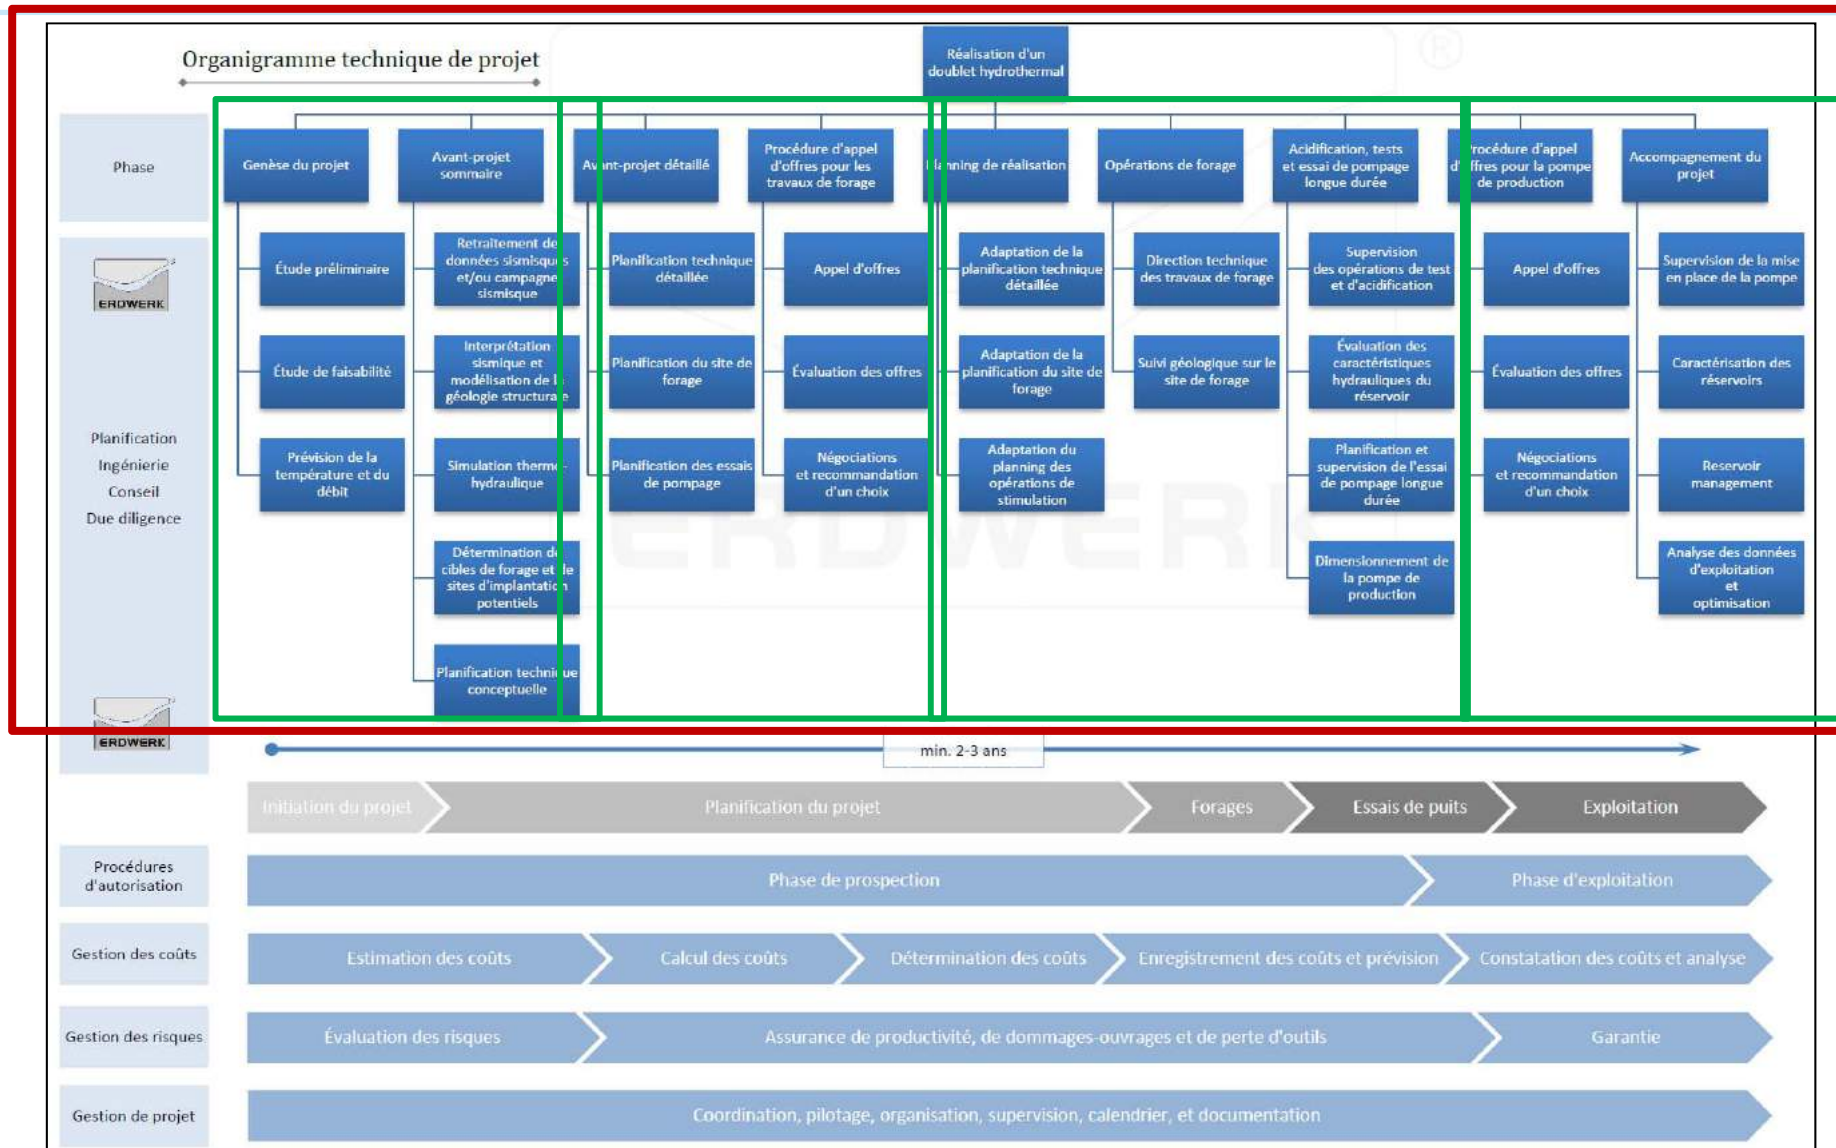 Organigramme technique de projet
Réalisation d'un
doublet hydrothermal
®
Phase
Genèse du projet
Avant-projet
sommaire
Avant-projet détaillé
Procédure d'appel
d'offres pour les
travaux de forage
Planning de réalisation
Opérations de forage
Acidification, tests
et essai de pompage
longue durée
Procédure d'appel
d'offres pour la pompe
de production
Accompagnement du
projet
ERDWERK
Planification
Ingénierie
Conseil
Due diligence
ERDWERK
Étude préliminaire
Étude de faisabilité
Prévision de la
température et du
débit
Retraitement de
données sismiques
et/ou campagne
sismique
Interprétation
sismique et
modélisation de la
géologie structurale
Simulation thermo-
hydraulique
Détermination de
cibles de forage et de
sites d'implantation
potentiels
Planification technique
conceptuelle
Planification technique
détaillée
Planification du site de
forage
Planification des essais
de pompage
Appel d'offres
Évaluation des offres
Négociations
et recommandation
d'un choix
Adaptation de la
planification technique
détaillée
Adaptation de la
planification du site de
forage
Adaptation du
planning des
opérations de
stimulation
Direction technique
des travaux de forage
Suivi géologique sur le
site de forage
Supervision
des opérations de test
et d'acidification
Évaluation des
caractéristiques
hydrauliques du
réservoir
Planification et
supervision de l'essai
de pompage longue
durée
Dimensionnement de
la pompe de
production
Appel d'offres
Évaluation des offres
Négociations
et recommandation
d'un choix
Supervision de la mise
en place de la pompe
Caractérisation des
réservoirs
Reservoir
management
Analyse des données
d'exploitation
et
optimisation
ERDWERK
min. 2-3 ans
Initiation du projet
Planification du projet
Forages
Essais de puits
Exploitation
Procédures
d'autorisation
Phase de prospection
Phase d'exploitation
Gestion des coûts
Estimation des coûts
Calcul des coûts
Détermination des coûts
Enregistrement des coûts et prévision
Constatation des coûts et analyse
Gestion des risques
Évaluation des risques
Assurance de productivité, de dommages-ouvrages et de perte d'outils
Garantie
Gestion de projet
Coordination, pilotage, organisation, supervision, calendrier, et documentation